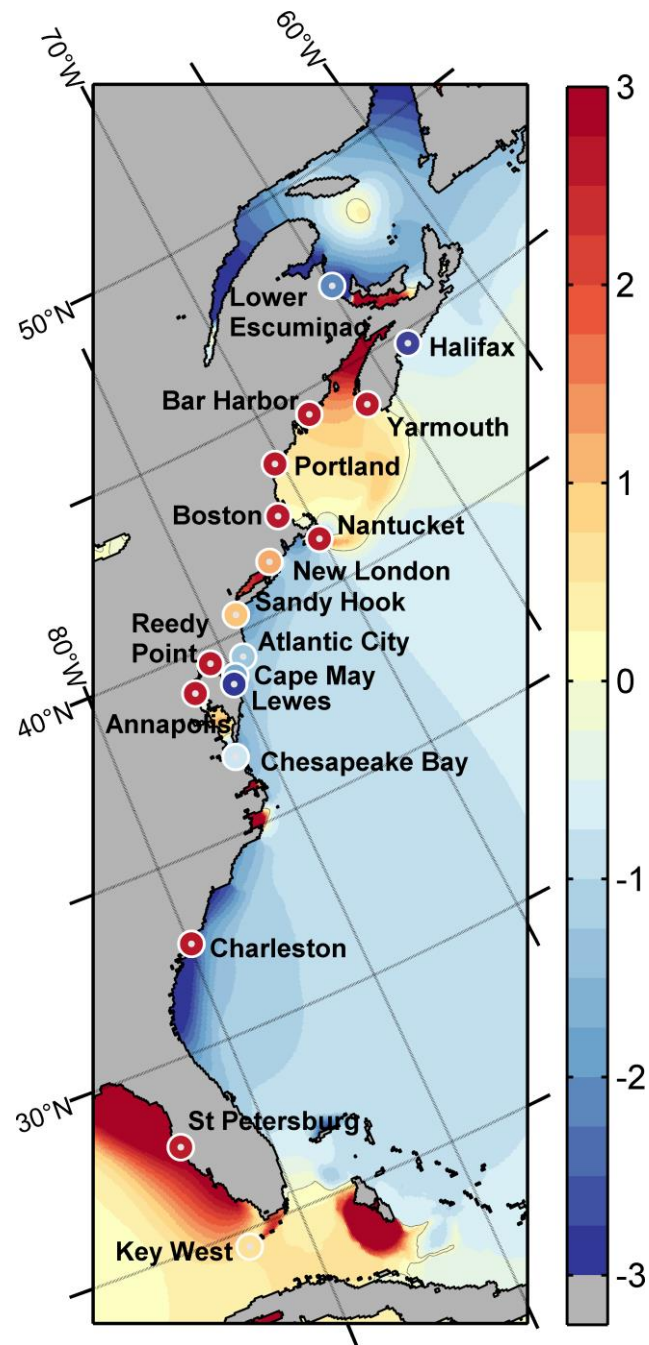 70°W
60°W
3
50°N
2
Lower
Escuminac
Halifax
Bar Harbor
Yarmouth
Portland
1
Boston
Nantucket
New London
Sandy Hook
Reedy
Point
Atlantic City
80°W
Cape May
0
40°N
Lewes
Annapolis
Chesapeake Bay
-1
Charleston
-2
30°N
St Petersburg
Key West
-3